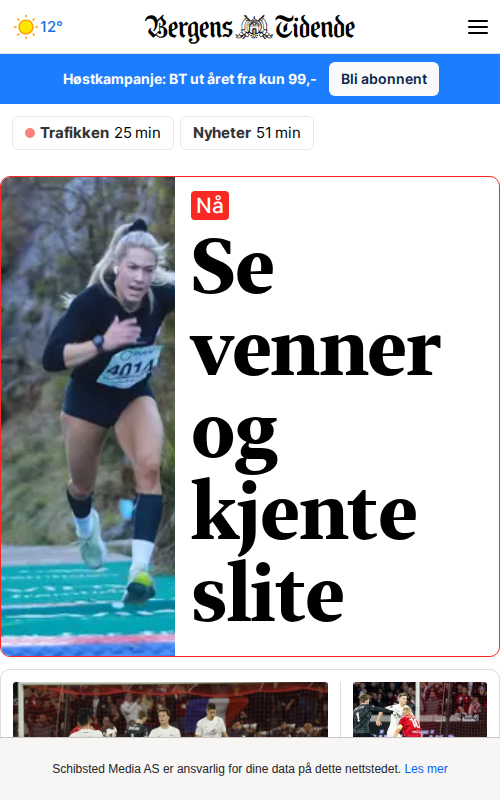 12°
Bergens Tidende
Høstkampanje: BT ut året fra kun 99,-
Bli abonnent
Trafikken 25 min
Nyheter 51 min
Nå
Se
venner
og
kjente
slite
4014
Schibsted Media AS er ansvarlig for dine data på dette nettstedet. Les mer